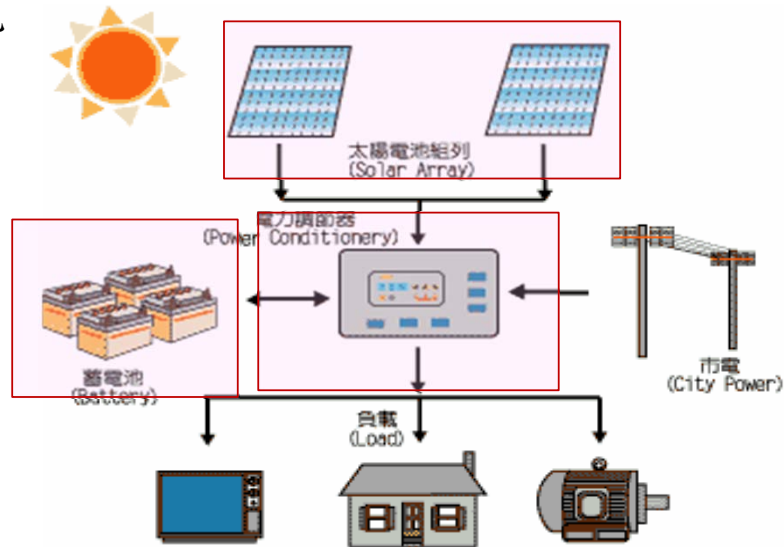 太陽電池組列
(Solar Array)
電力調節器
(Power Conditionery)
蓄電池
(Battery)
市電
(City Power)
負載
(Load)